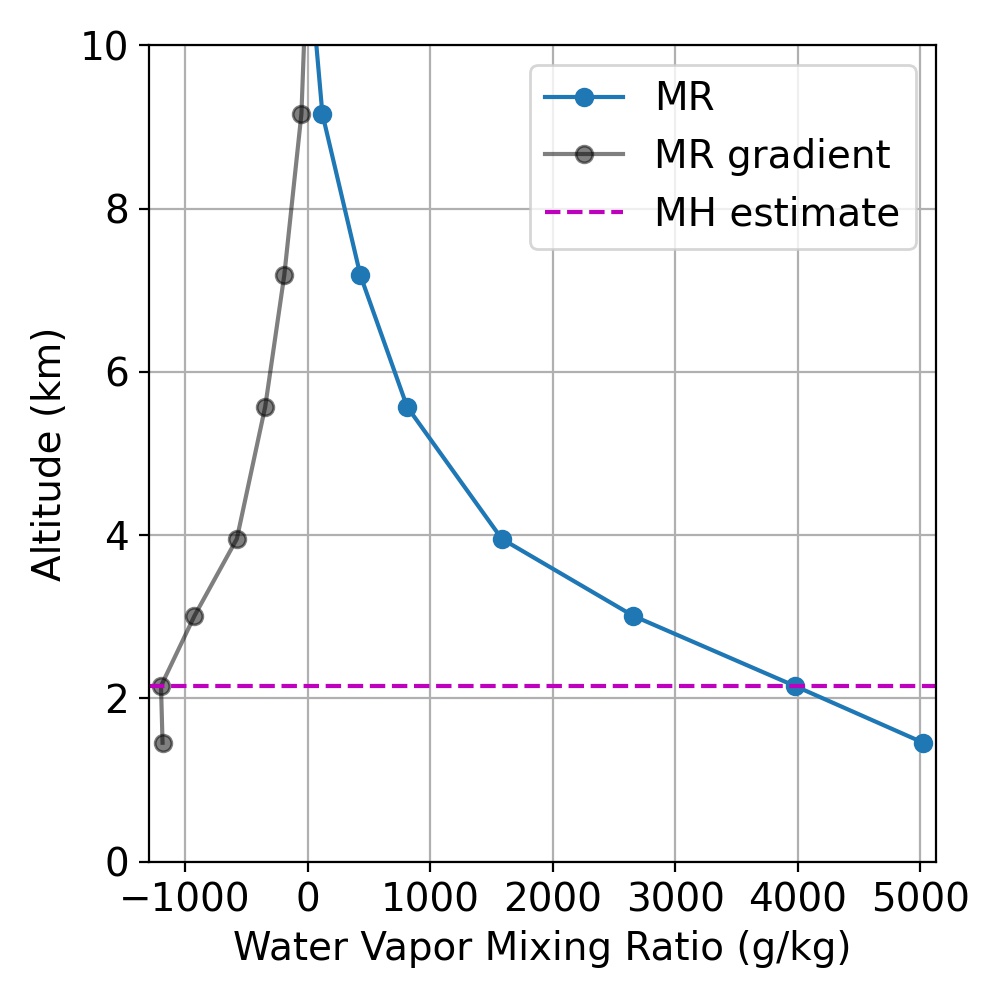 10
8
6
4
2
0
Altitude (km)
MR
MR gradient
MH estimate
−1000 0 1000 2000 3000 4000 5000
Water Vapor Mixing Ratio (g/kg)